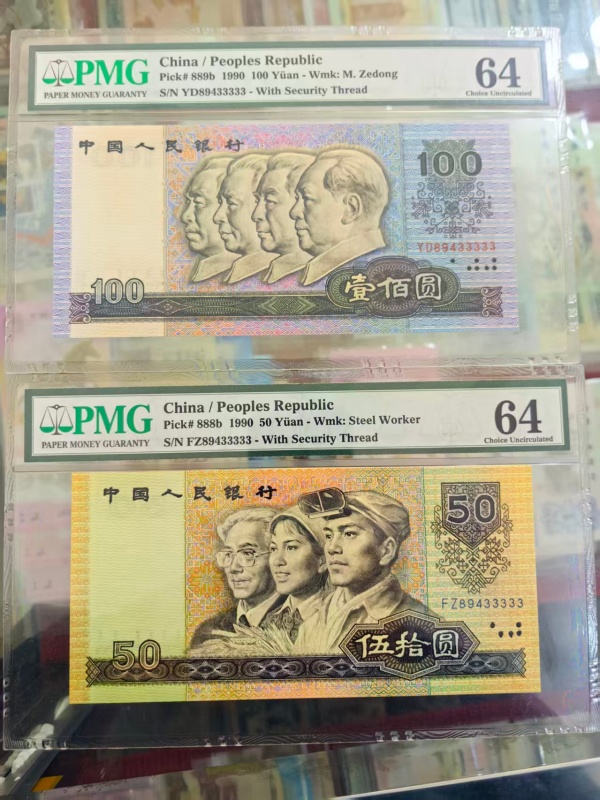 PMG
PAPER MONEY GUARANTY
China / Peoples Republic
Pick# 889b 1990 100 Yüan - Wmk: M. Zedong
S/N YD89433333 - With Security Thread
64
Choice Uncirculated
中国人民银行
100
YD89433333
100
壹佰圆
PMG
PAPER MONEY GUARANTY
China / Peoples Republic
Pick# 888b 1990 50 Yüan - Wmk: Steel Worker
S/N FZ89433333 - With Security Thread
64
Choice Uncirculated
中国人民银行
50
FZ89433333
50
伍拾圆